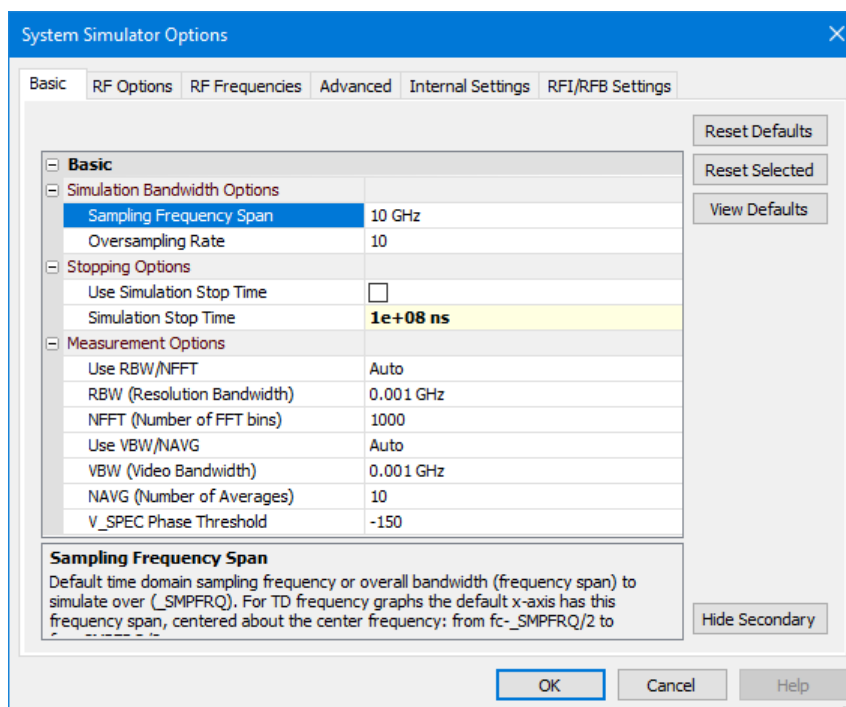 System Simulator Options
Basic RF Options RF Frequencies Advanced Internal Settings RFI/RFB Settings
Reset Defaults
Basic
Reset Selected
Simulation Bandwidth Options
Sampling Frequency Span 10 GHz
View Defaults
Oversampling Rate 10
Stopping Options
Use Simulation Stop Time
Simulation Stop Time 1e+08 ns
Measurement Options
Use RBW/NFFT Auto
RBW (Resolution Bandwidth) 0.001 GHz
NFFT (Number of FFT bins) 1000
Use VBW/NAVG Auto
VBW (Video Bandwidth) 0.001 GHz
NAVG (Number of Averages) 10
V_SPEC Phase Threshold -150
Sampling Frequency Span
Default time domain sampling frequency or overall bandwidth (frequency span) to
simulate over (_SMPFRQ). For TD frequency graphs the default x-axis has this
frequency span, centered about the center frequency: from fc-_SMPFRQ/2 to
Hide Secondary
OK Cancel Help